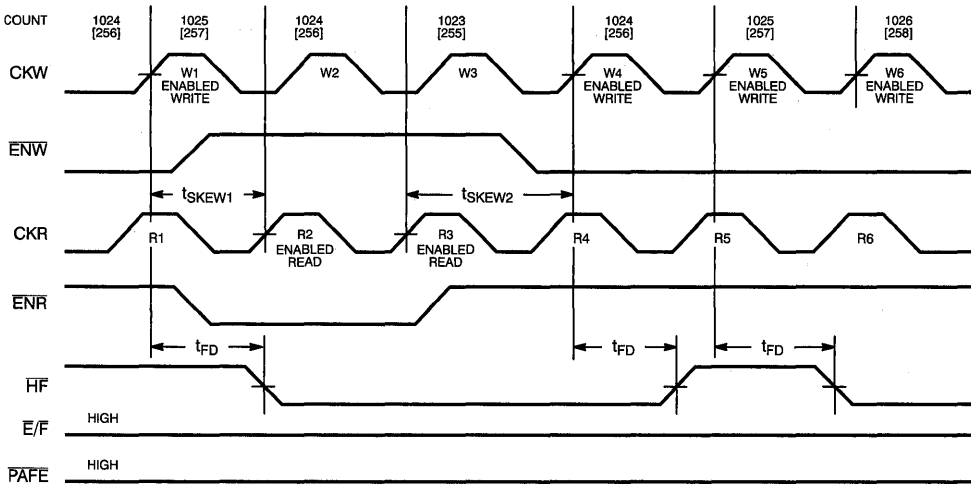 COUNT 1024 1025 1024 1023 1024 1025 1026
[256] [257] [256] [255] [256] [257] [258]
CKW W1 W2 W3 W4 W5 W6
ENABLED ENABLED ENABLED ENABLED
WRITE WRITE WRITE WRITE
ENW
tSKEW1 tSKEW2
CKR R1 R2 R3 R4 R5 R6
ENABLED ENABLED
READ READ
ENR
tFD tFD tFD
HF
HIGH
E/F
HIGH
PAFE